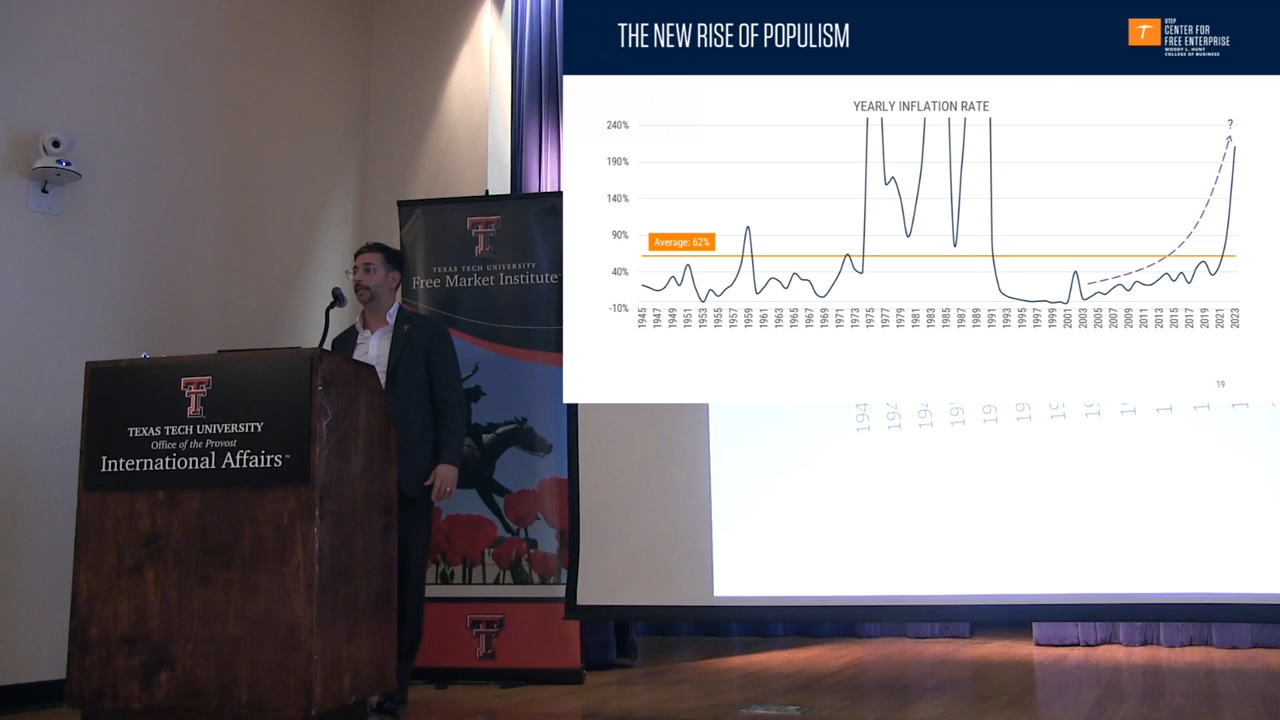 THE NEW RISE OF POPULISM
UTEP
CENTER FOR
FREE ENTERPRISE
WOODY L. HUNT
COLLEGE OF BUSINESS
YEARLY INFLATION RATE
240%
190%
140%
90%
40%
-10%
Average: 62%
?
1945 1947 1949 1951 1953 1955 1957 1959 1961 1963 1965 1967 1969 1971 1973 1975 1977 1979 1981 1983 1985 1987 1989 1991 1993 1995 1997 1999 2001 2003 2005 2007 2009 2011 2013 2015 2017 2019 2021 2023
19
TEXAS TECH UNIVERSITY
Free Market Institute
TEXAS TECH UNIVERSITY
Office of the Provost
International Affairs™